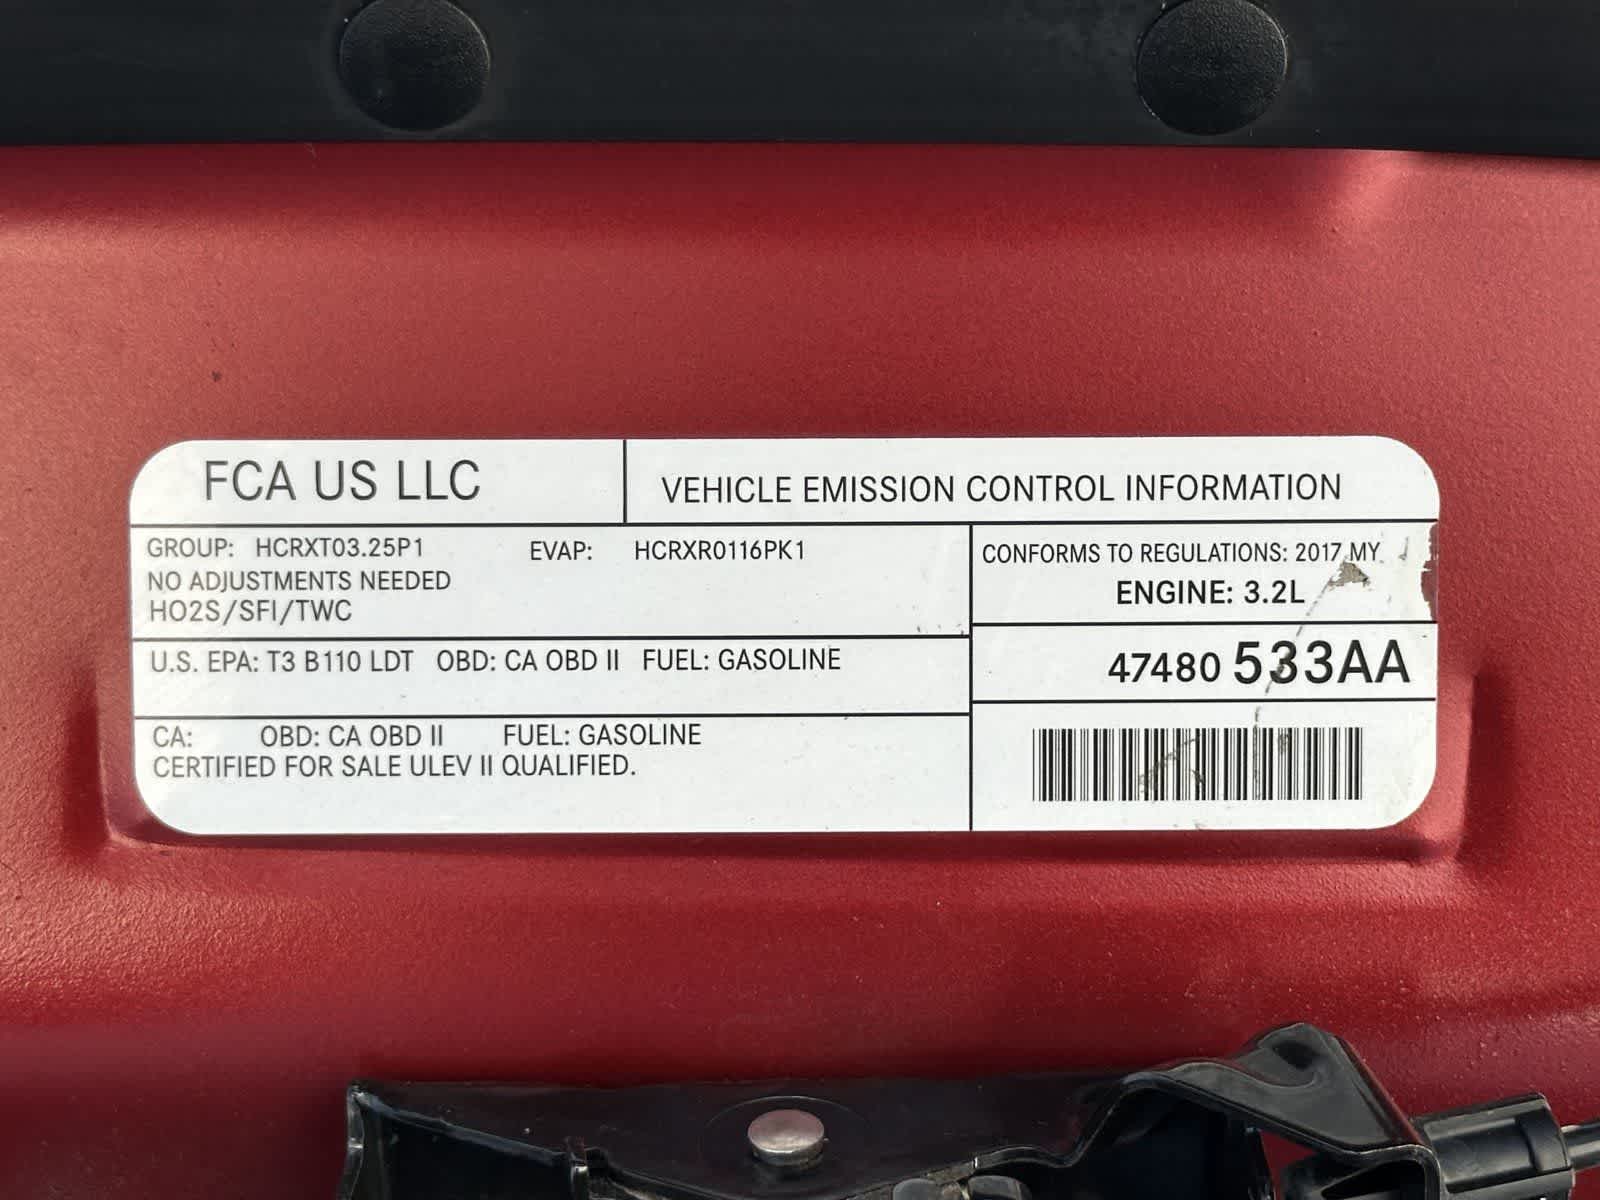 FCA US LLC
VEHICLE EMISSION CONTROL INFORMATION
GROUP: HCRXT03.25P1 EVAP: HCRXR0116PK1
NO ADJUSTMENTS NEEDED
HO2S/SFI/TWC
CONFORMS TO REGULATIONS: 2017 MY
ENGINE: 3.2L
U.S. EPA: T3 B110 LDT OBD: CA OBD II FUEL: GASOLINE
47480 533AA
CA: OBD: CA OBD II FUEL: GASOLINE
CERTIFIED FOR SALE ULEV II QUALIFIED.